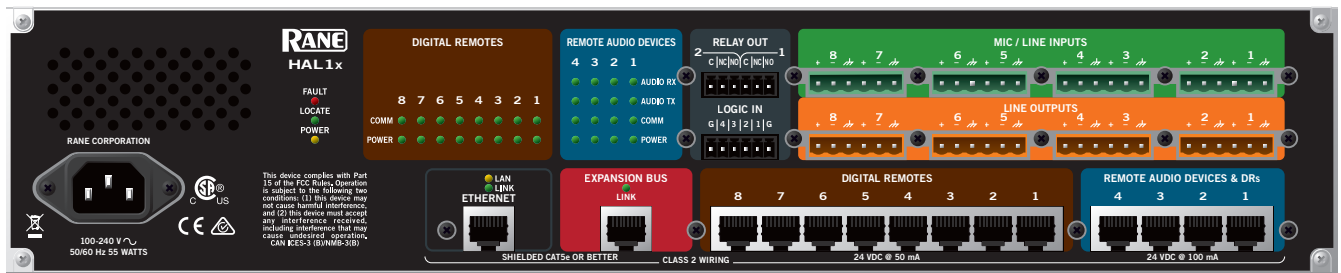 RANE
HAL1x
FAULT
LOCATE
POWER
RANE CORPORATION
100-240 V
50/60 Hz 55 WATTS
C US
This device complies with Part
15 of the FCC Rules. Operation
is subject to the following two
conditions: (1) this device may
not cause harmful interference,
and (2) this device must accept
any interference received,
including interference that may
cause undesired operation.
CAN ICES-3 (B)/NMB-3(B)
DIGITAL REMOTES
8 7 6 5 4 3 2 1
COMM
POWER
REMOTE AUDIO DEVICES
4 3 2 1
AUDIO RX
AUDIO TX
COMM
POWER
RELAY OUT
2 1
C|NC|NO|C|NC|NO
LOGIC IN
G|4|3|2|1|G
MIC / LINE INPUTS
8 7 6 5 4 3 2 1
+ − + − + − + − + − + − + − + −
LINE OUTPUTS
8 7 6 5 4 3 2 1
+ − + − + − + − + − + − + − + −
LAN
LINK
ETHERNET
EXPANSION BUS
LINK
SHIELDED CAT5e OR BETTER
CLASS 2 WIRING
DIGITAL REMOTES
8 7 6 5 4 3 2 1
24 VDC @ 50 mA
REMOTE AUDIO DEVICES & DRs
4 3 2 1
24 VDC @ 100 mA